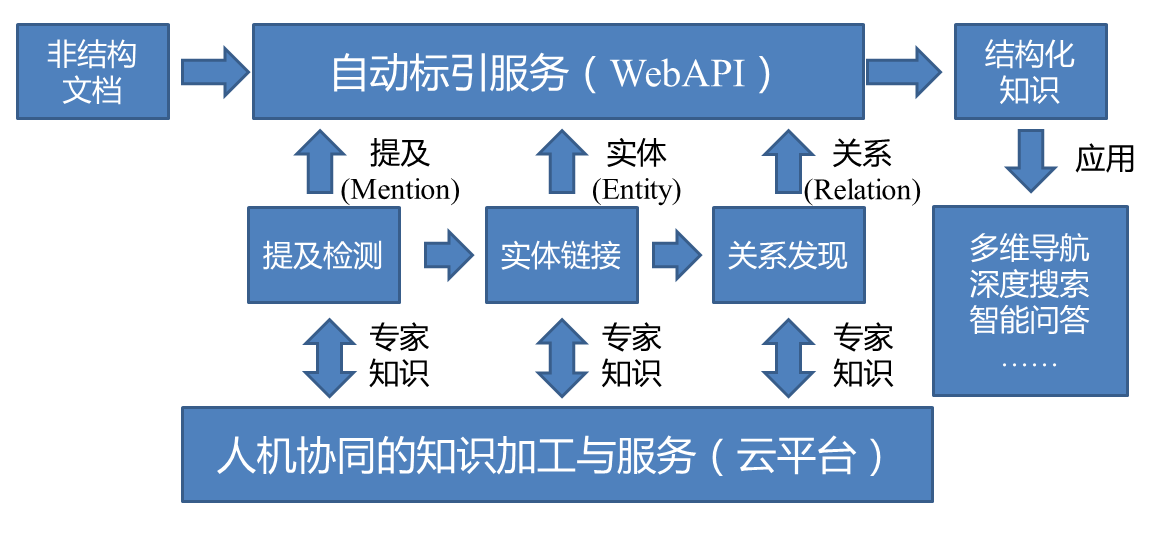 非结构
文档
自动标引服务（WebAPI）
结构化
知识
提及
(Mention)
实体
(Entity)
关系
(Relation)
应用
提及检测
实体链接
关系发现
多维导航
深度搜索
智能问答
……
专家
知识
专家
知识
专家
知识
人机协同的知识加工与服务（云平台）